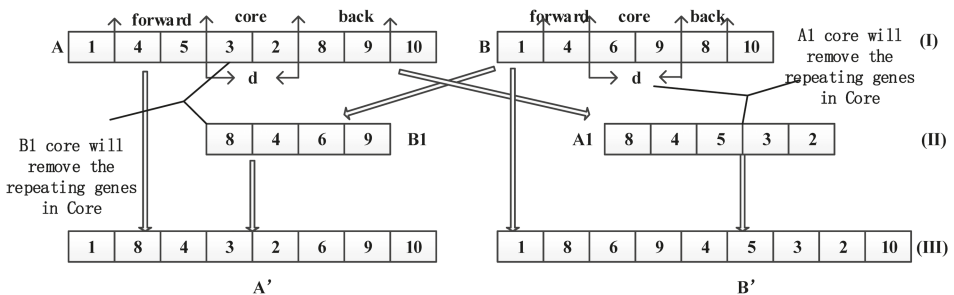 forward core back forward core back
A 1 4 5 3 2 8 9 10 B 1 4 6 9 8 10 (I)
d d
A1 core will
remove the
repeating genes
in Core
8 4 6 9 B1 A1 8 4 5 3 2 (II)
B1 core will
remove the
repeating genes
in Core
1 8 4 3 2 6 9 10 1 8 6 9 4 5 3 2 10 (III)
A’ B’